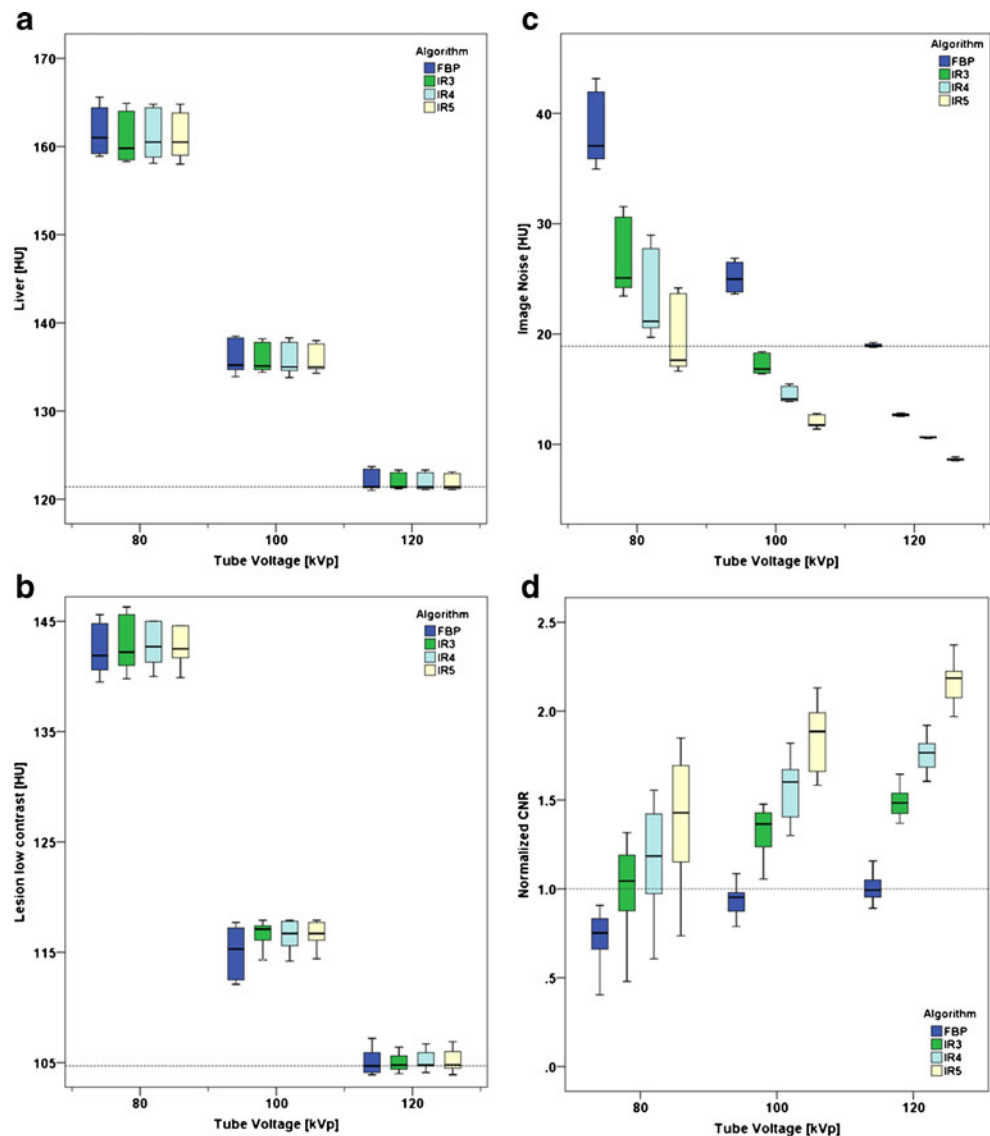 a
170
160
150
140
130
120
Liver [HU]
80
100
120
Tube Voltage [kVp]
Algorithm
FBP
IR3
IR4
IR5
c
40
30
20
10
Image Noise [HU]
80
100
120
Tube Voltage [kVp]
Algorithm
FBP
IR3
IR4
IR5
b
145
135
125
115
105
Lesion low contrast [HU]
80
100
120
Tube Voltage [kVp]
Algorithm
FBP
IR3
IR4
IR5
d
2.5
2.0
1.5
1.0
.5
.0
Normalized CNR
80
100
120
Tube Voltage [kVp]
Algorithm
FBP
IR3
IR4
IR5